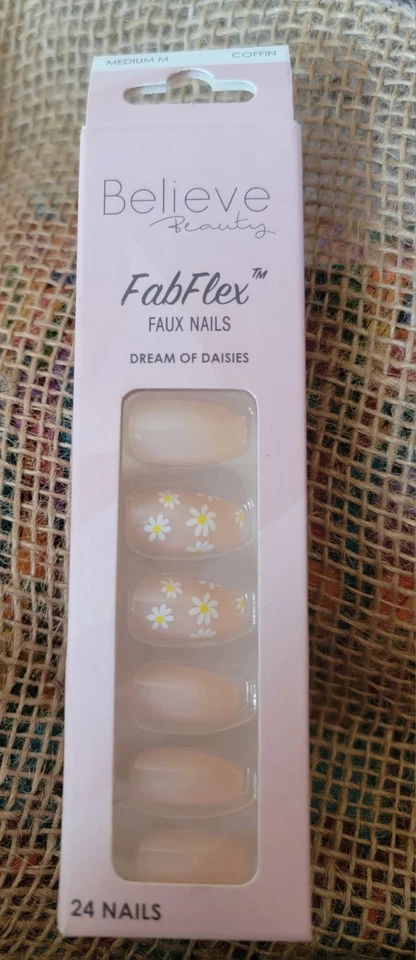 MEDIUM M COFFIN
Believe
Beauty
FabFlex™
FAUX NAILS
DREAM OF DAISIES
24 NAILS